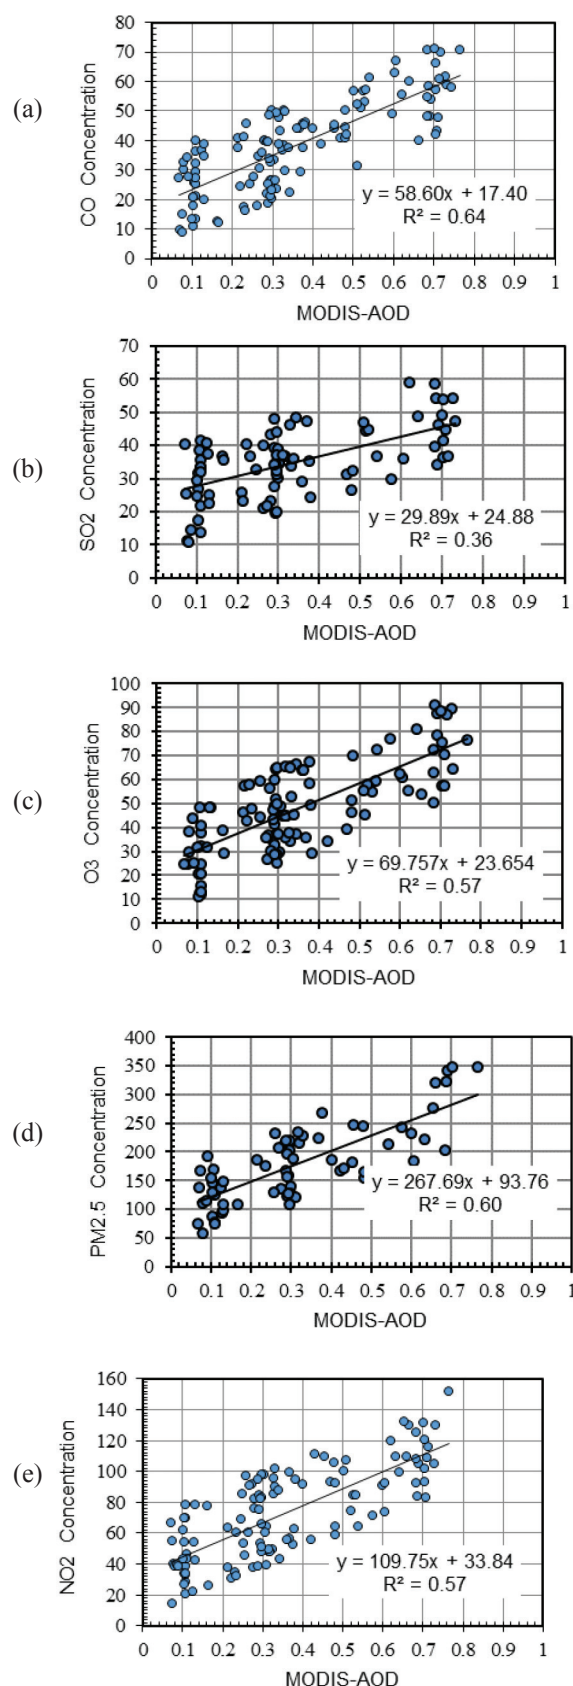 (a)
CO Concentration
80
70
60
50
40
30
20
10
0
y = 58.60x + 17.40
R² = 0.64
0 0.1 0.2 0.3 0.4 0.5 0.6 0.7 0.8 0.9 1
MODIS-AOD
(b)
SO2 Concentration
70
60
50
40
30
20
10
0
y = 29.89x + 24.88
R² = 0.36
0 0.1 0.2 0.3 0.4 0.5 0.6 0.7 0.8 0.9 1
MODIS-AOD
(c)
O3 Concentration
100
90
80
70
60
50
40
30
20
10
0
y = 69.757x + 23.654
R² = 0.57
0 0.1 0.2 0.3 0.4 0.5 0.6 0.7 0.8 0.9 1
MODIS-AOD
(d)
PM2.5 Concentration
400
350
300
250
200
150
100
50
0
y = 267.69x + 93.76
R² = 0.60
0 0.1 0.2 0.3 0.4 0.5 0.6 0.7 0.8 0.9 1
MODIS-AOD
(e)
NO2 Concentration
160
140
120
100
80
60
40
20
0
y = 109.75x + 33.84
R² = 0.57
0 0.1 0.2 0.3 0.4 0.5 0.6 0.7 0.8 0.9 1
MODIS-AOD